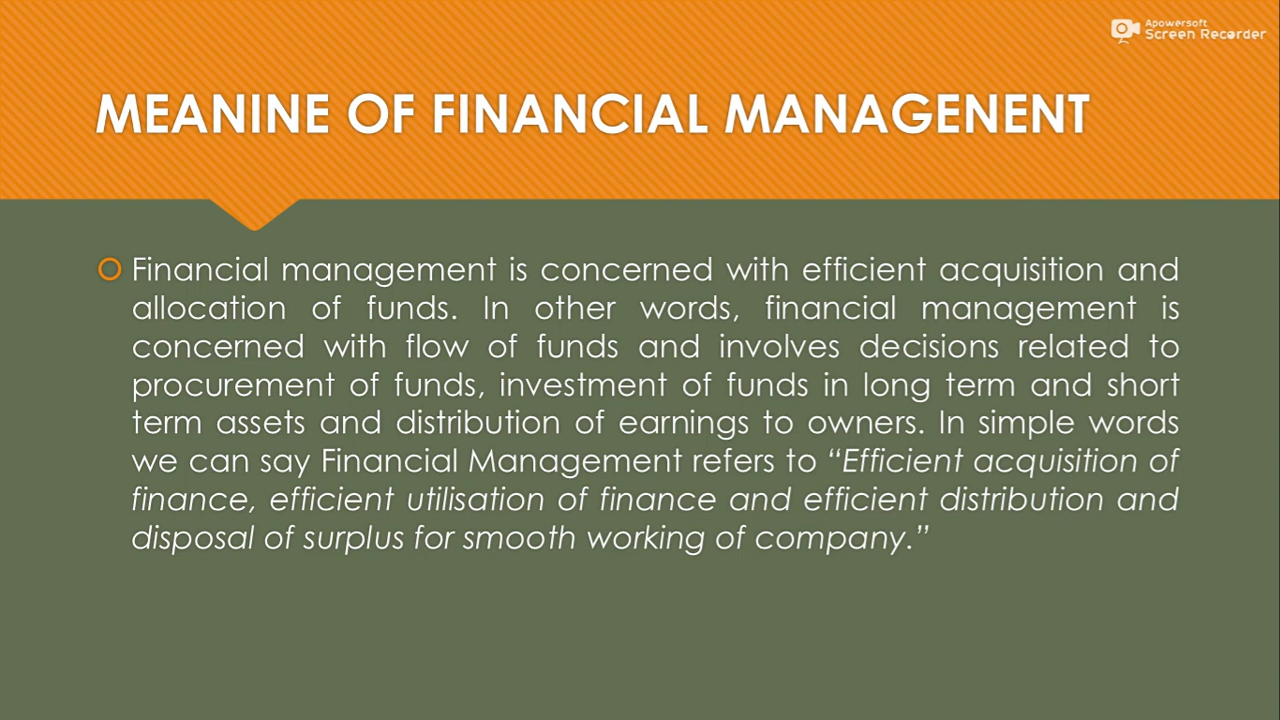 Apowersoft
Screen Recorder
MEANINE OF FINANCIAL MANAGENENT
Financial management is concerned with efficient acquisition and
allocation of funds. In other words, financial management is
concerned with flow of funds and involves decisions related to
procurement of funds, investment of funds in long term and short
term assets and distribution of earnings to owners. In simple words
we can say Financial Management refers to “Efficient acquisition of
finance, efficient utilisation of finance and efficient distribution and
disposal of surplus for smooth working of company.”